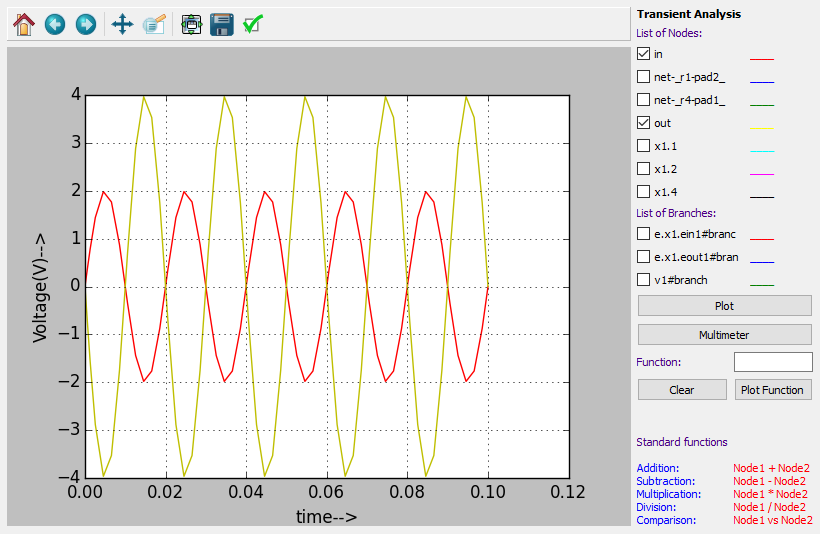 Transient Analysis
List of Nodes:
in
net-_r1-pad2_
net-_r4-pad1_
out
x1.1
x1.2
x1.4
List of Branches:
e.x1.ein1#branc
e.x1.eout1#bran
v1#branch
Plot
Multimeter
Function:
Clear Plot Function
Standard functions
Addition: Node1 + Node2
Subtraction: Node1 - Node2
Multiplication: Node1 * Node2
Division: Node1 / Node2
Comparison: Node1 vs Node2
Voltage(V)-->
4
3
2
1
0
−1
−2
−3
−4
0.00 0.02 0.04 0.06 0.08 0.10 0.12
time-->